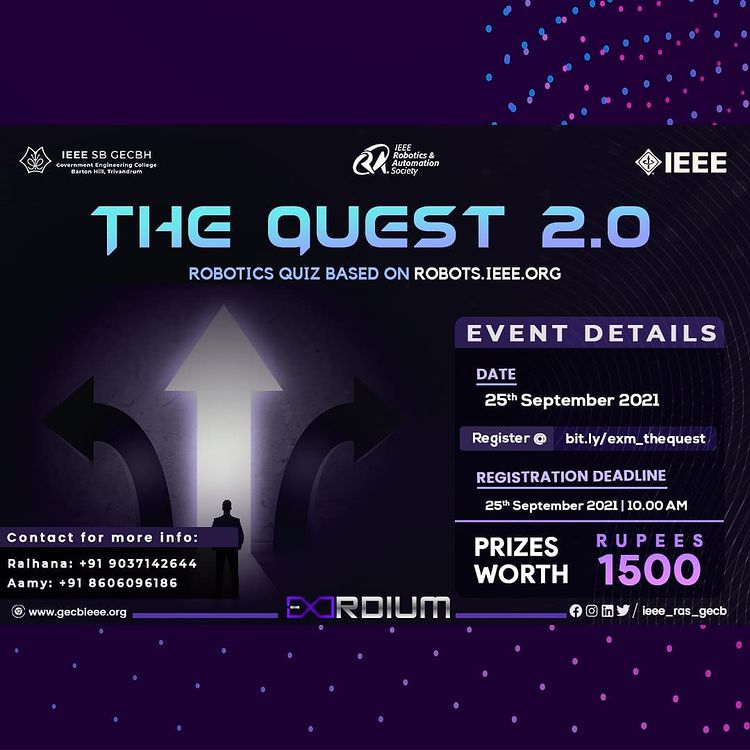 IEEE SB GECBH
Government Engineering College
Barton Hill, Trivandrum
IEEE
Robotics &
Automation
Society
IEEE
THE QUEST 2.0
ROBOTICS QUIZ BASED ON ROBOTS.IEEE.ORG
EVENT DETAILS
DATE
25th September 2021
Register @ bit.ly/exm_thequest
REGISTRATION DEADLINE
25th September 2021 | 10.00 AM
PRIZES
WORTH
RUPEES
1500
Contact for more info:
Raihana: +91 9037142644
Aamy: +91 8606096186
www.gecbieee.org
EXORDIUM
/ ieee_ras_gecb